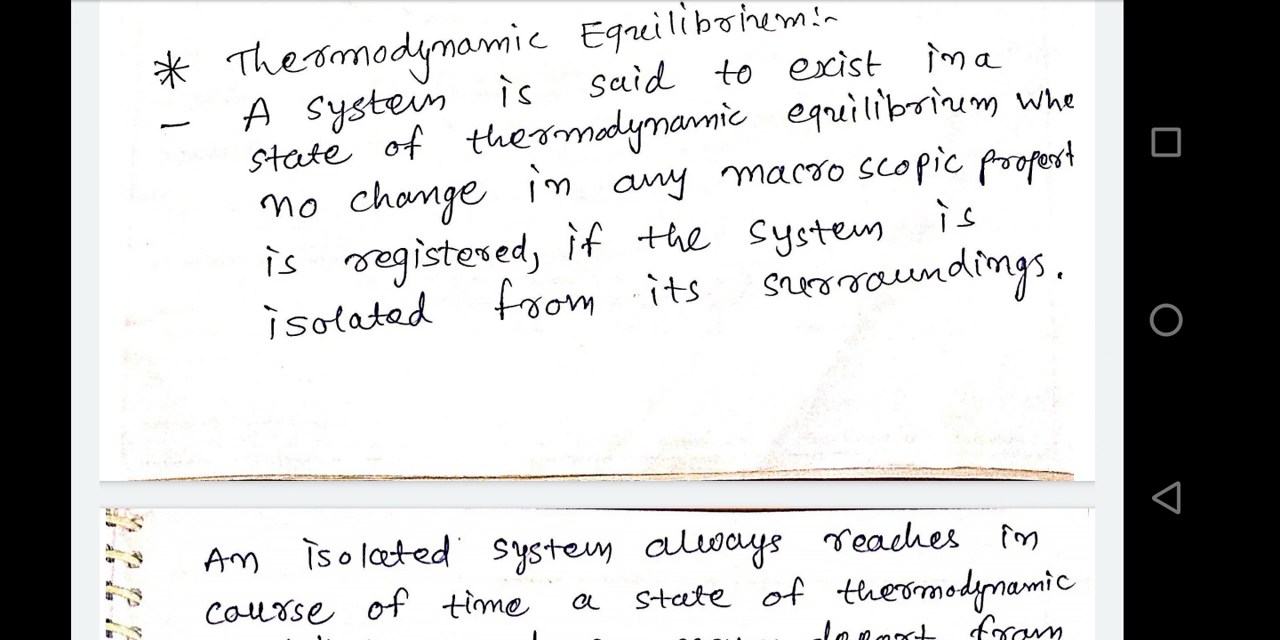 * Thermodynamic Equilibrium:-
- A system is said to exist in a
state of thermodynamic equilibrium whe
no change in any macroscopic propert
is registered, if the system is
isolated from its surroundings.
An isolated system always reaches in
course of time a state of thermodynamic
depart from